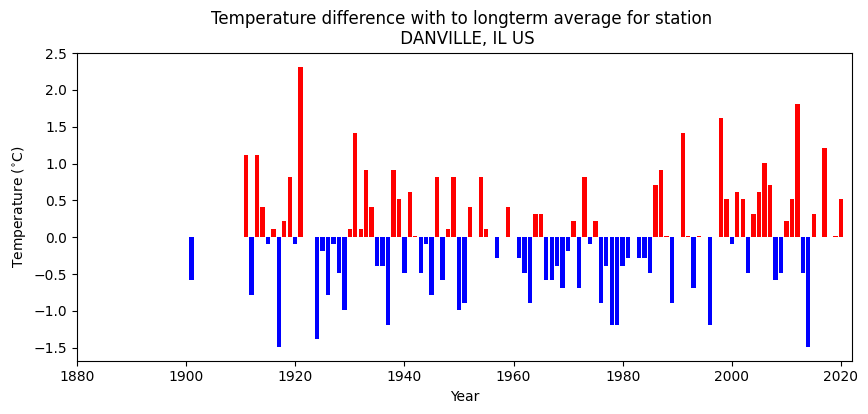 Temperature difference with to longterm average for station
DANVILLE, IL US
2.5
2.0
1.5
1.0
0.5
0.0
−0.5
−1.0
−1.5
Temperature (°C)
1880 1900 1920 1940 1960 1980 2000 2020
Year